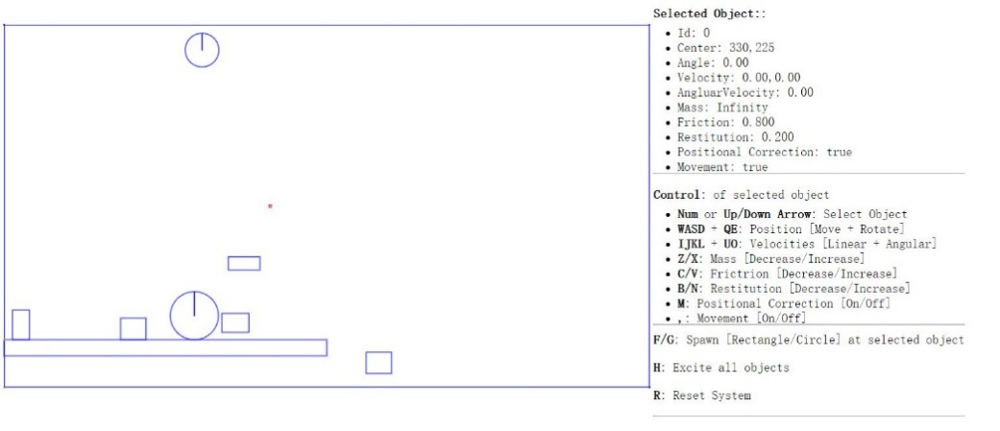 Selected Object::
Id: 0
Center: 330,225
Angle: 0.00
Velocity: 0.00,0.00
AngluarVelocity: 0.00
Mass: Infinity
Friction: 0.800
Restitution: 0.200
Positional Correction: true
Movement: true
Control: of selected object
Num or Up/Down Arrow: Select Object
WASD + QE: Position [Move + Rotate]
IJKL + UO: Velocities [Linear + Angular]
Z/X: Mass [Decrease/Increase]
C/V: Frictrion [Decrease/Increase]
B/N: Restitution [Decrease/Increase]
M: Positional Correction [On/Off]
,: Movement [On/Off]
F/G: Spawn [Rectangle/Circle] at selected object
H: Excite all objects
R: Reset System